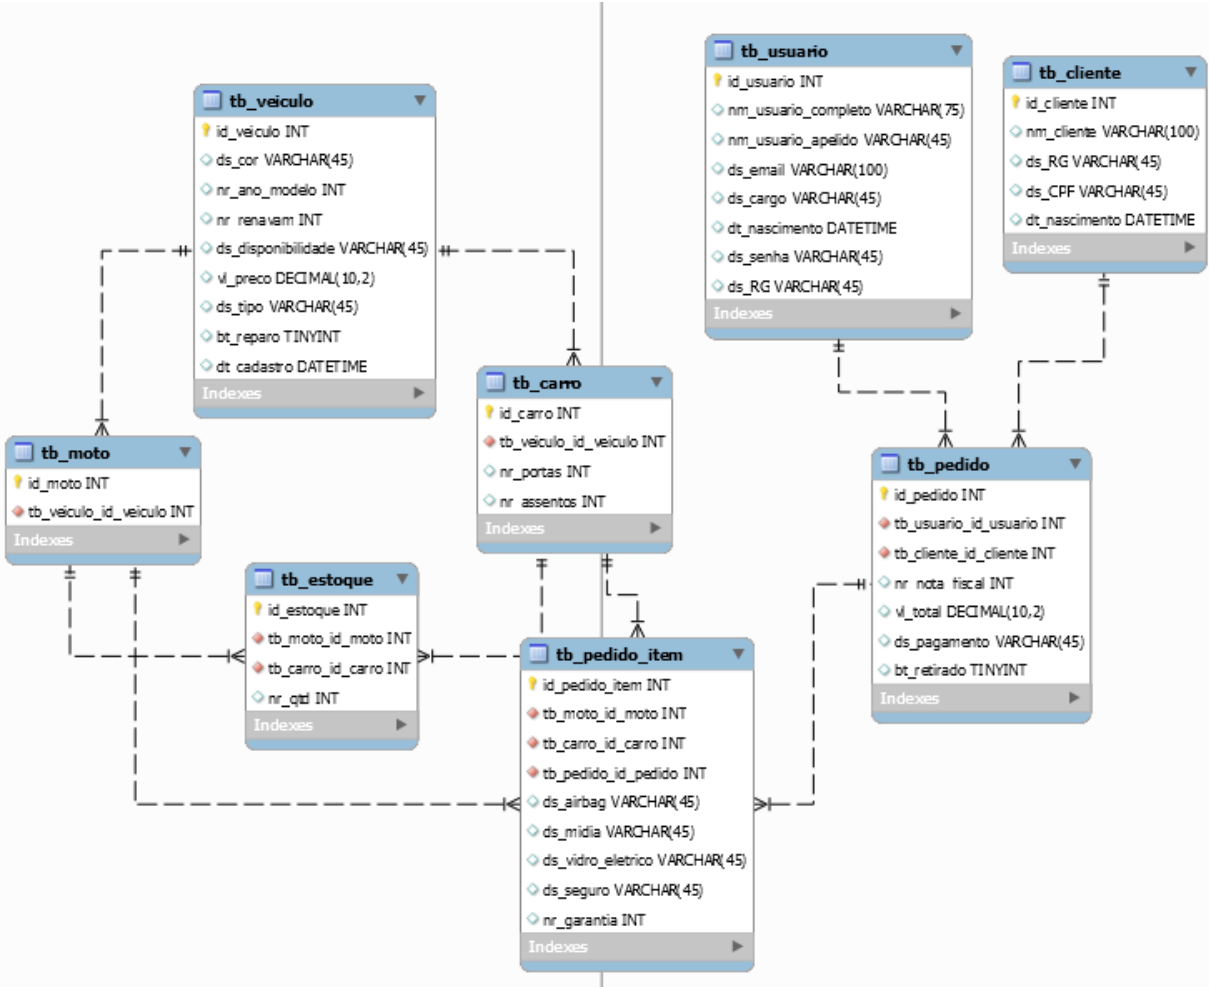 tb_veiculo
id_veiculo INT
ds_cor VARCHAR(45)
nr_ano_modelo INT
nr_renavam INT
ds_disponibilidade VARCHAR(45)
vl_preco DECIMAL(10,2)
ds_tipo VARCHAR(45)
bt_reparo TINYINT
dt_cadastro DATETIME
Indexes
tb_usuario
id_usuario INT
nm_usuario_completo VARCHAR(75)
nm_usuario_apelido VARCHAR(45)
ds_email VARCHAR(100)
ds_cargo VARCHAR(45)
dt_nascimento DATETIME
ds_senha VARCHAR(45)
ds_RG VARCHAR(45)
Indexes
tb_cliente
id_cliente INT
nm_cliente VARCHAR(100)
ds_RG VARCHAR(45)
ds_CPF VARCHAR(45)
dt_nascimento DATETIME
Indexes
tb_moto
id_moto INT
tb_veiculo_id_veiculo INT
Indexes
tb_carro
id_carro INT
tb_veiculo_id_veiculo INT
nr_portas INT
nr_assentos INT
Indexes
tb_pedido
id_pedido INT
tb_usuario_id_usuario INT
tb_cliente_id_cliente INT
nr_nota_fiscal INT
vl_total DECIMAL(10,2)
ds_pagamento VARCHAR(45)
bt_retirado TINYINT
Indexes
tb_estoque
id_estoque INT
tb_moto_id_moto INT
tb_carro_id_carro INT
nr_qtd INT
Indexes
tb_pedido_item
id_pedido_item INT
tb_moto_id_moto INT
tb_carro_id_carro INT
tb_pedido_id_pedido INT
ds_airbag VARCHAR(45)
ds_midia VARCHAR(45)
ds_vidro_eletrico VARCHAR(45)
ds_seguro VARCHAR(45)
nr_garantia INT
Indexes